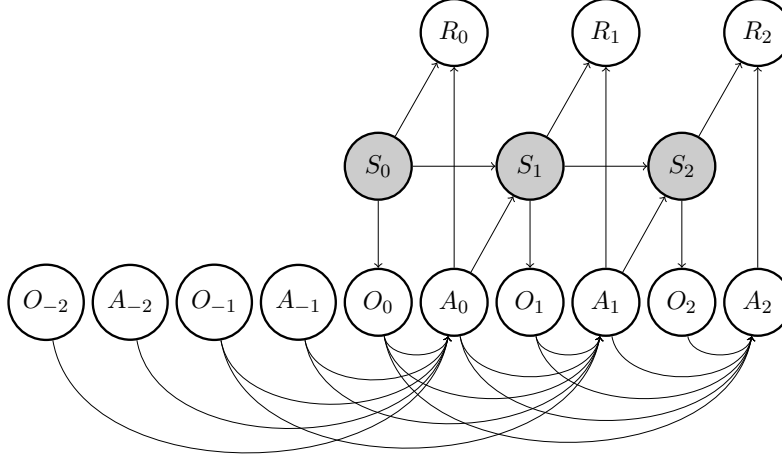 R_0 R_1 R_2
S_0 S_1 S_2
O_{-2} A_{-2} O_{-1} A_{-1} O_0 A_0 O_1 A_1 O_2 A_2